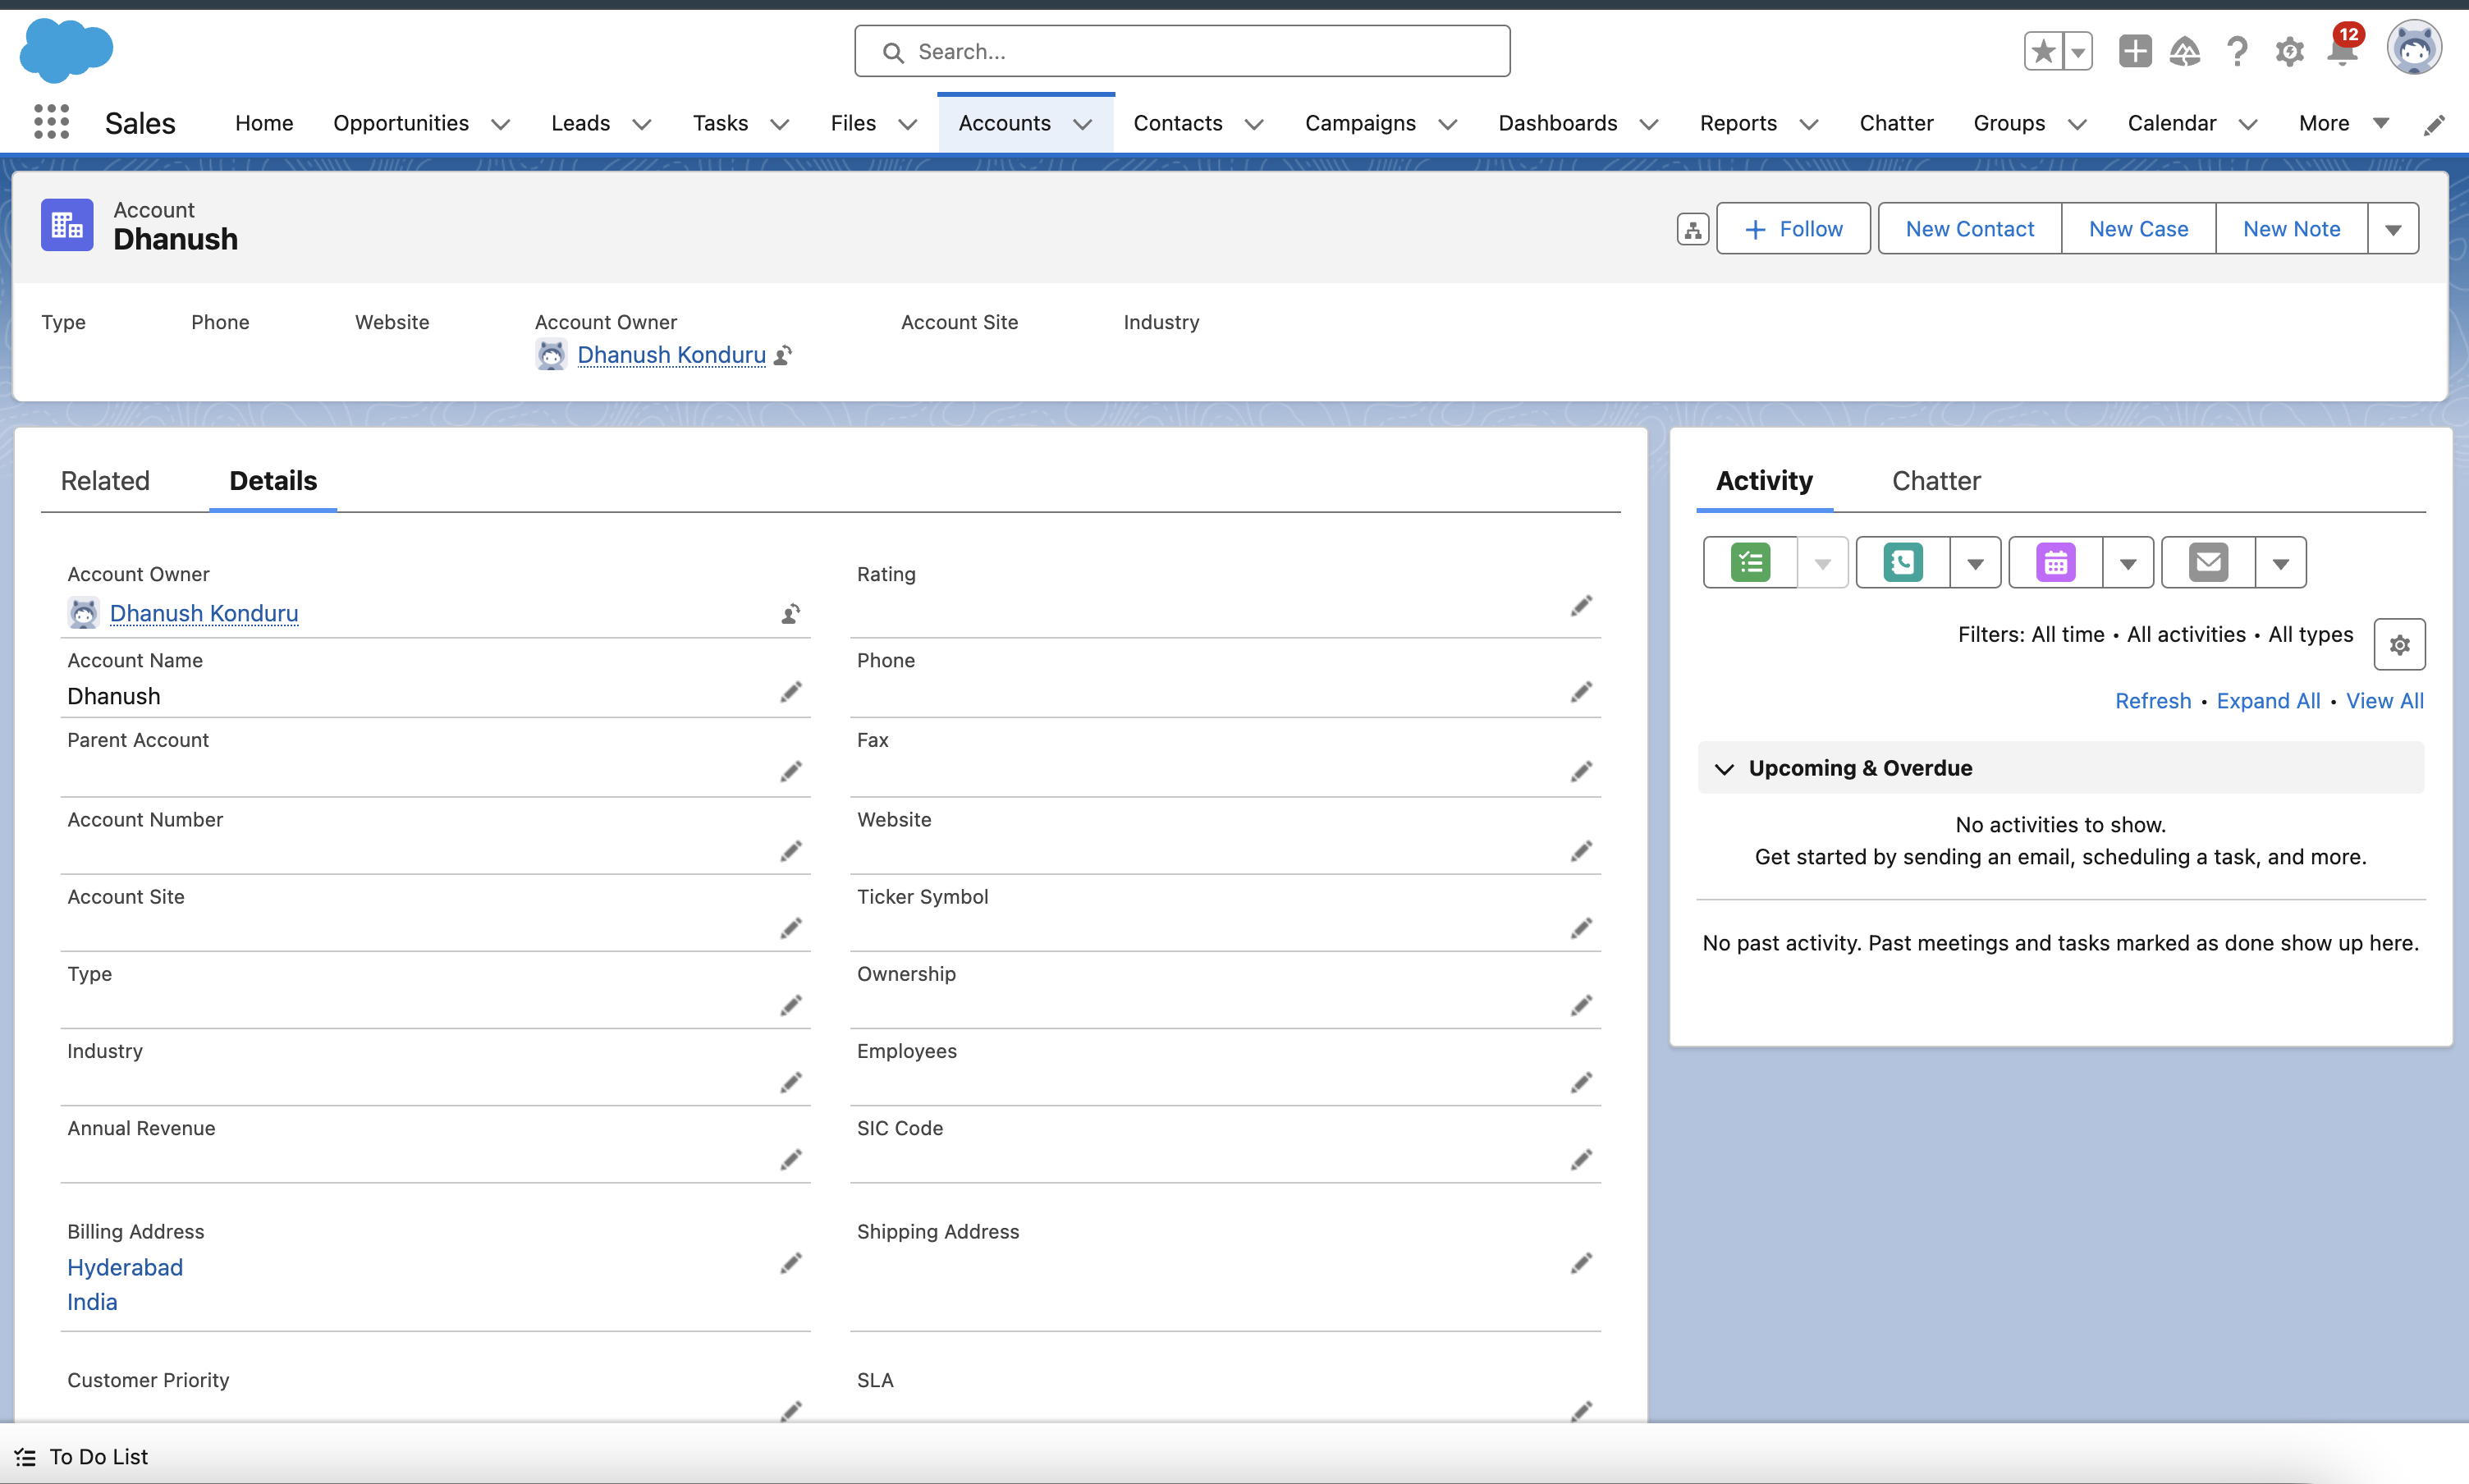 Search...
12
Sales
Home
Opportunities
Leads
Tasks
Files
Accounts
Contacts
Campaigns
Dashboards
Reports
Chatter
Groups
Calendar
More
Account
Dhanush
Follow
New Contact
New Case
New Note
Type
Phone
Website
Account Owner
Account Site
Industry
Dhanush Konduru
Related
Details
Account Owner
Dhanush Konduru
Rating
Account Name
Dhanush
Phone
Parent Account
Fax
Account Number
Website
Account Site
Ticker Symbol
Type
Ownership
Industry
Employees
Annual Revenue
SIC Code
Billing Address
Hyderabad
India
Shipping Address
Customer Priority
SLA
Activity
Chatter
Filters: All time • All activities • All types
Refresh • Expand All • View All
Upcoming & Overdue
No activities to show.
Get started by sending an email, scheduling a task, and more.
No past activity. Past meetings and tasks marked as done show up here.
To Do List